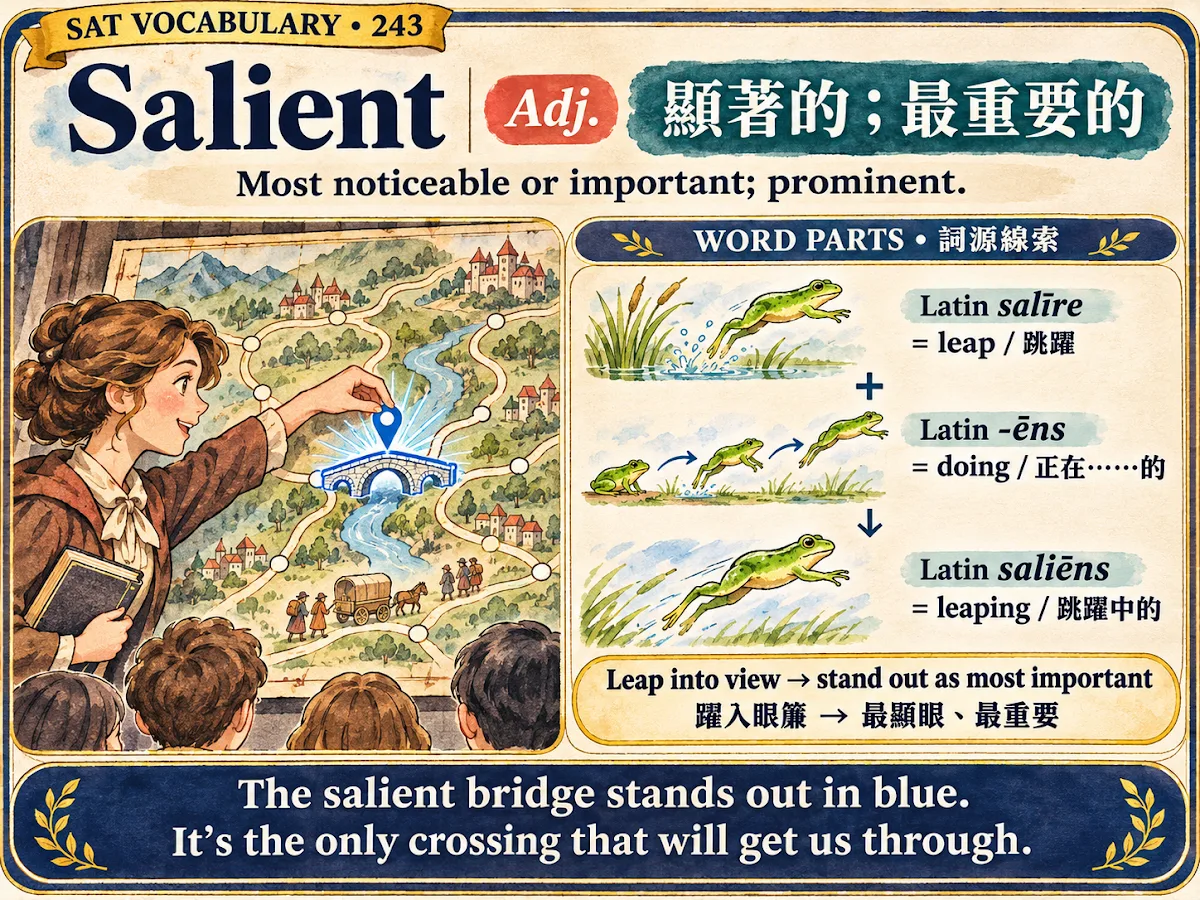 SAT VOCABULARY • 243
Salient
Adj.
顯著的；最重要的
Most noticeable or important; prominent.
WORD PARTS • 詞源線索
Latin salīre
= leap / 跳躍
+
Latin -ēns
= doing / 正在⋯⋯的
↓
Latin saliēns
= leaping / 跳躍中的
Leap into view → stand out as most important
躍入眼簾 → 最顯眼、最重要
The salient bridge stands out in blue.
It’s the only crossing that will get us through.